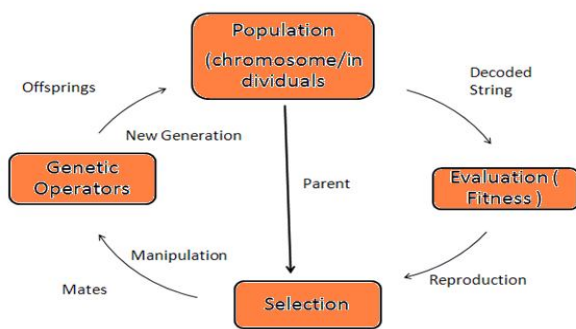 Population
(chromosome/in
dividuals
Decoded
String
Offsprings
New Generation
Genetic
Operators
Parent
Evaluation (
Fitness )
Manipulation
Mates
Reproduction
Selection